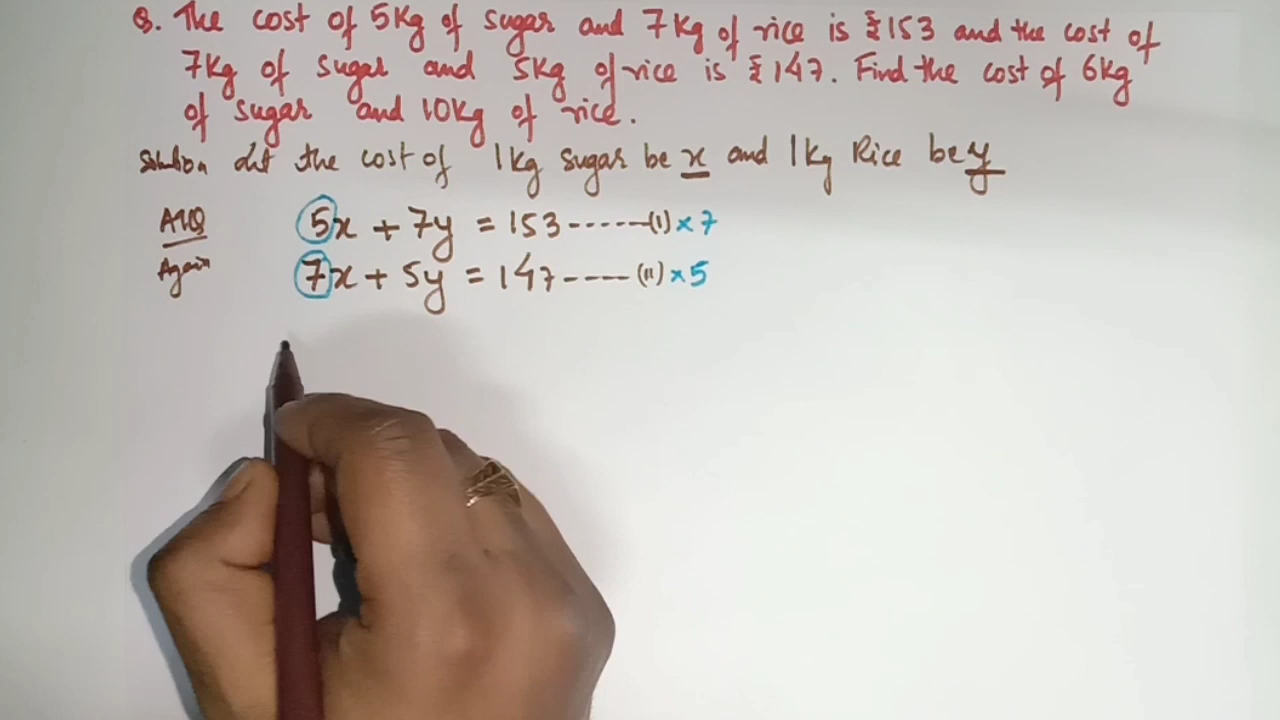 Q. The cost of 5Kg of sugar and 7Kg of rice is ₹153 and the cost of
7Kg of sugar and 5Kg of rice is ₹147. Find the cost of 6Kg
of sugar and 10Kg of rice.
Solution Let the cost of 1Kg Sugar be x and 1Kg Rice be y
ATQ 5x + 7y = 153 ------(I) × 7
Again 7x + 5y = 147 ----(II) × 5